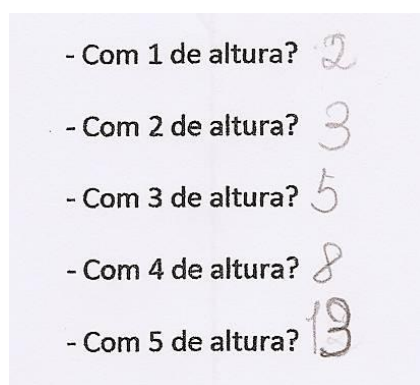 - Com 1 de altura? 2
- Com 2 de altura? 3
- Com 3 de altura? 5
- Com 4 de altura? 8
- Com 5 de altura? 13